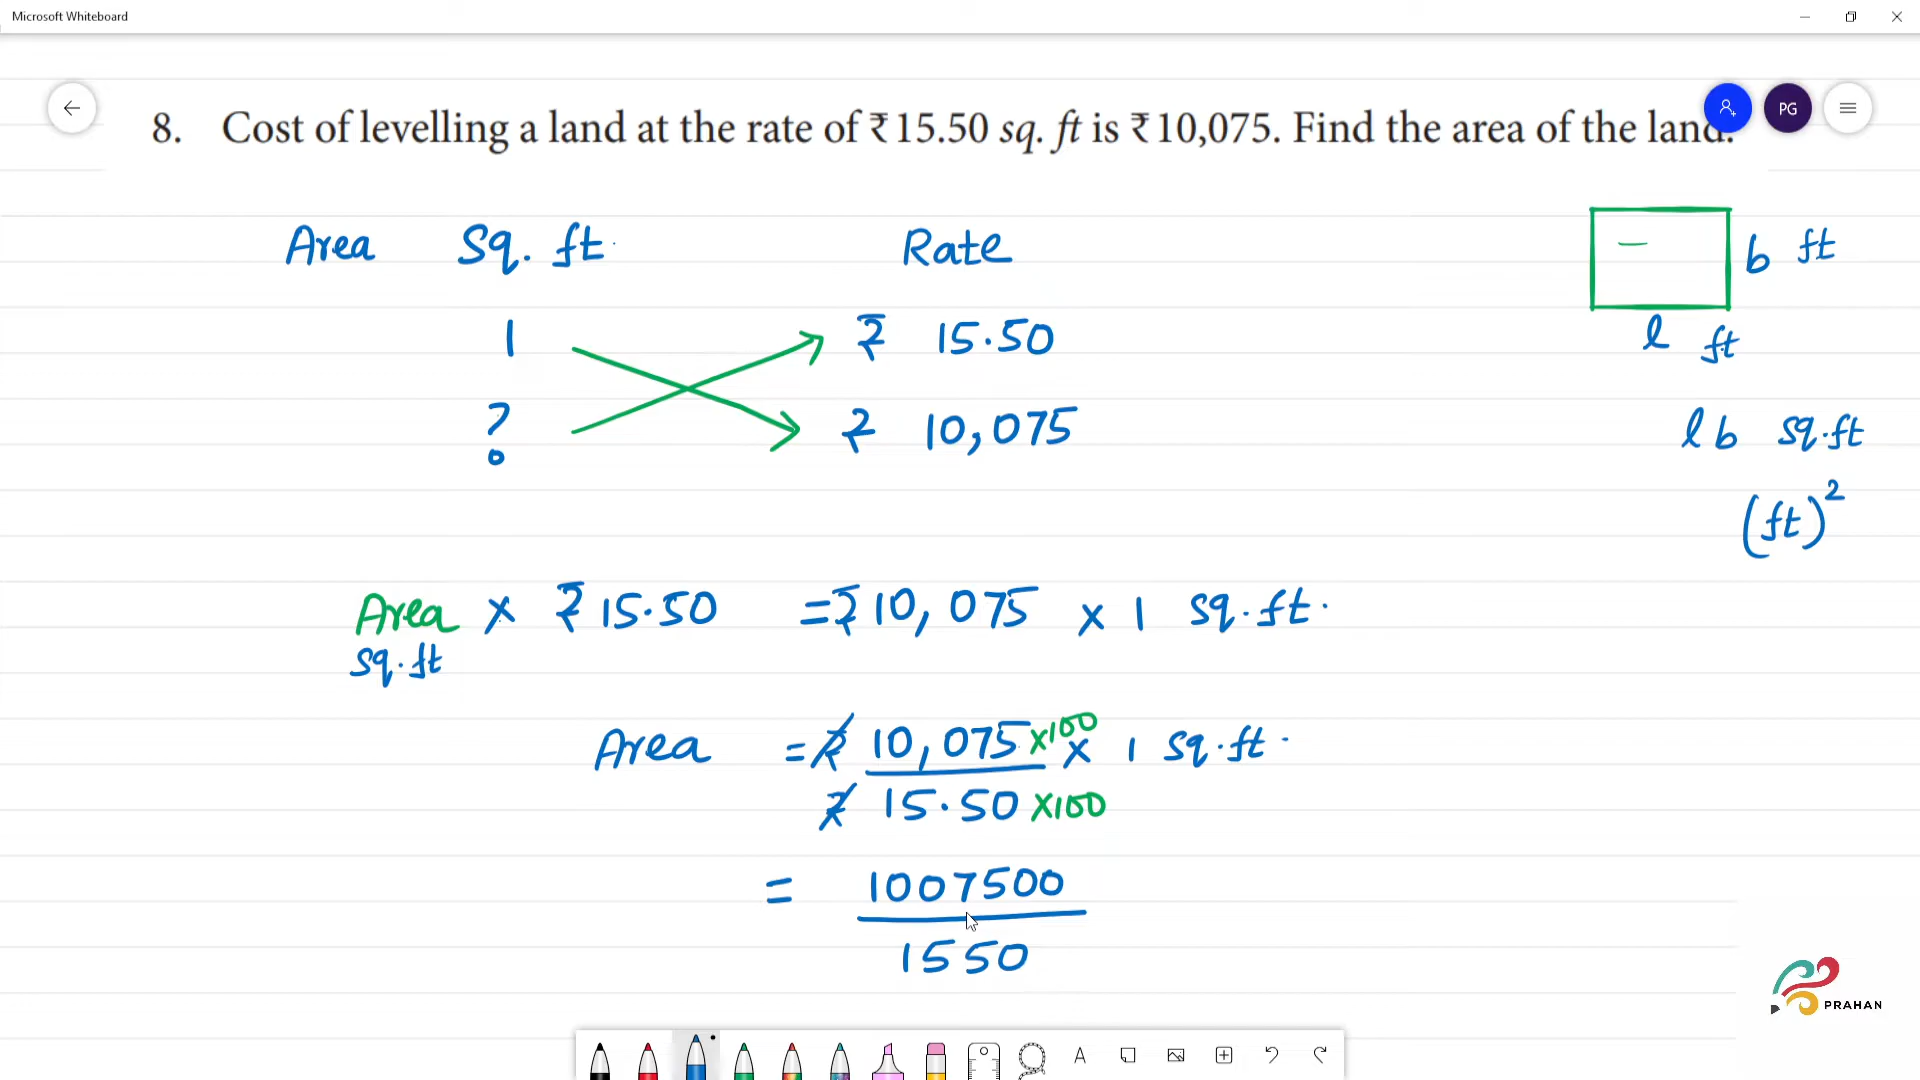 Microsoft Whiteboard
8. Cost of levelling a land at the rate of ₹15.50 sq. ft is ₹10,075. Find the area of the land.
PG
Area Sq. ft. Rate
1 ₹ 15.50
? ₹ 10,075
b ft
l ft
lb sq.ft
(ft)²
Area × ₹ 15.50 = ₹ 10,075 × 1 sq.ft.
sq.ft
Area = ₹ 10,075 ×100 × 1 sq.ft.
₹ 15.50 ×100
= 1007500
1550
PRAHAN
A